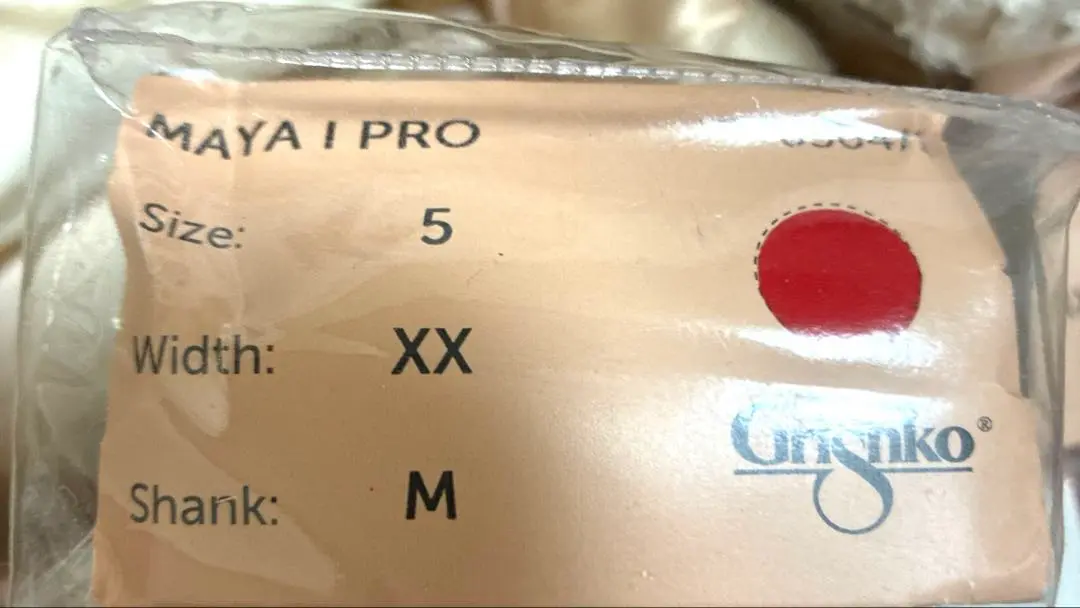 MAYA I PRO
Size: 5
Width: XX
Shank: M
Grishko®